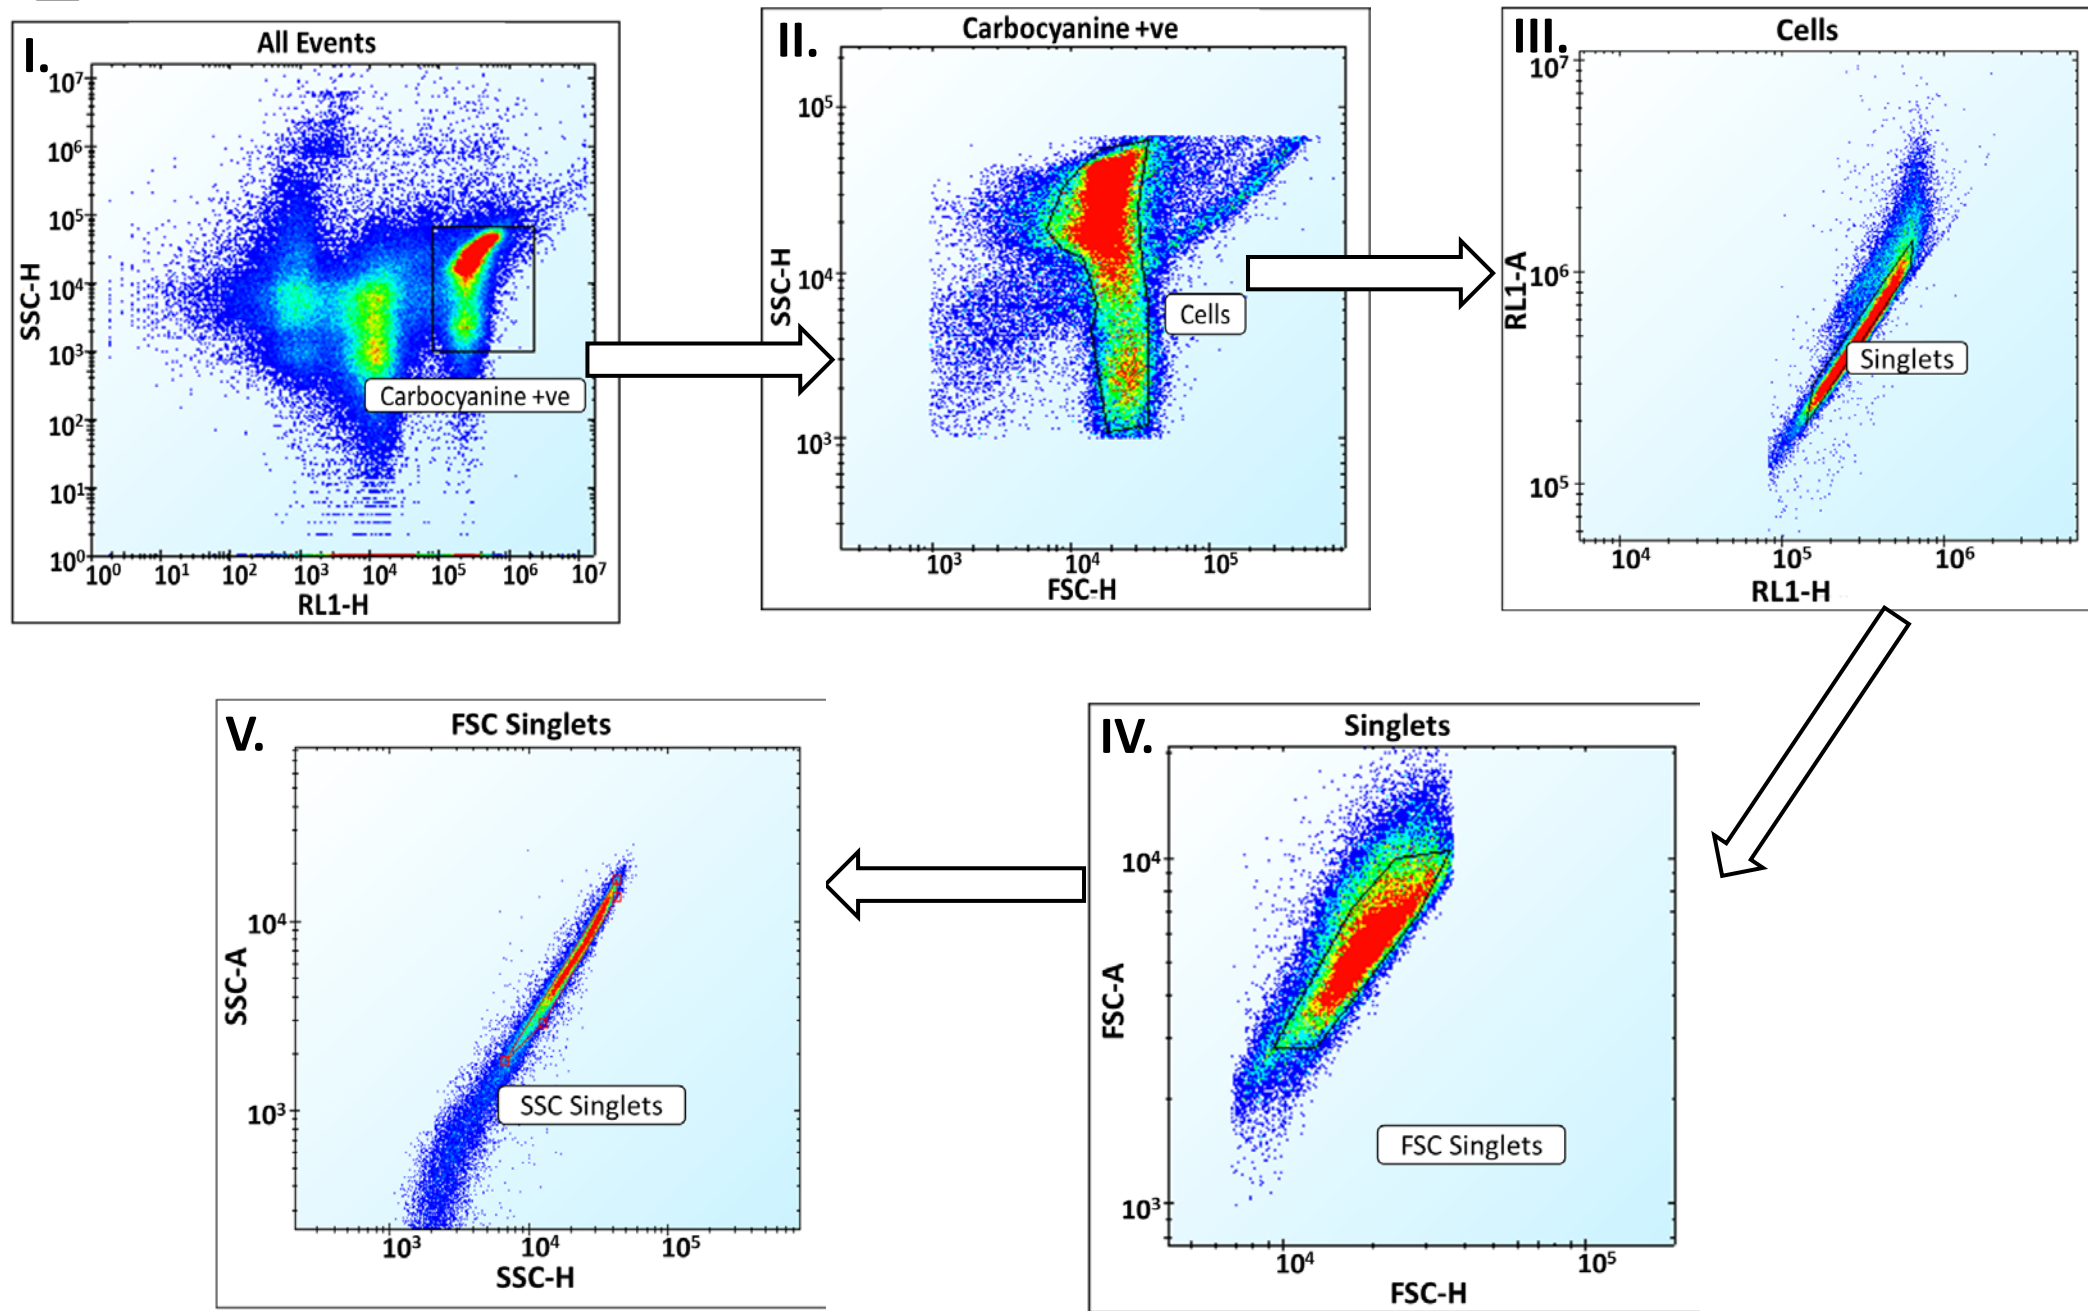 I.
All Events
10⁷
10⁶
10⁵
10⁴
10³
10²
10¹
10⁰
SSC-H
Carbocyanine +ve
10⁰ 10¹ 10² 10³ 10⁴ 10⁵ 10⁶ 10⁷
RL1-H
II.
Carbocyanine +ve
10⁵
10⁴
10³
SSC-H
Cells
10³ 10⁴ 10⁵
FSC-H
III.
Cells
10⁷
10⁶
10⁵
RL1-A
Singlets
10⁴ 10⁵ 10⁶
RL1-H
IV.
Singlets
10⁴
10³
FSC-A
FSC Singlets
10⁴ 10⁵
FSC-H
V.
FSC Singlets
10⁴
10³
SSC-A
SSC Singlets
10³ 10⁴ 10⁵
SSC-H